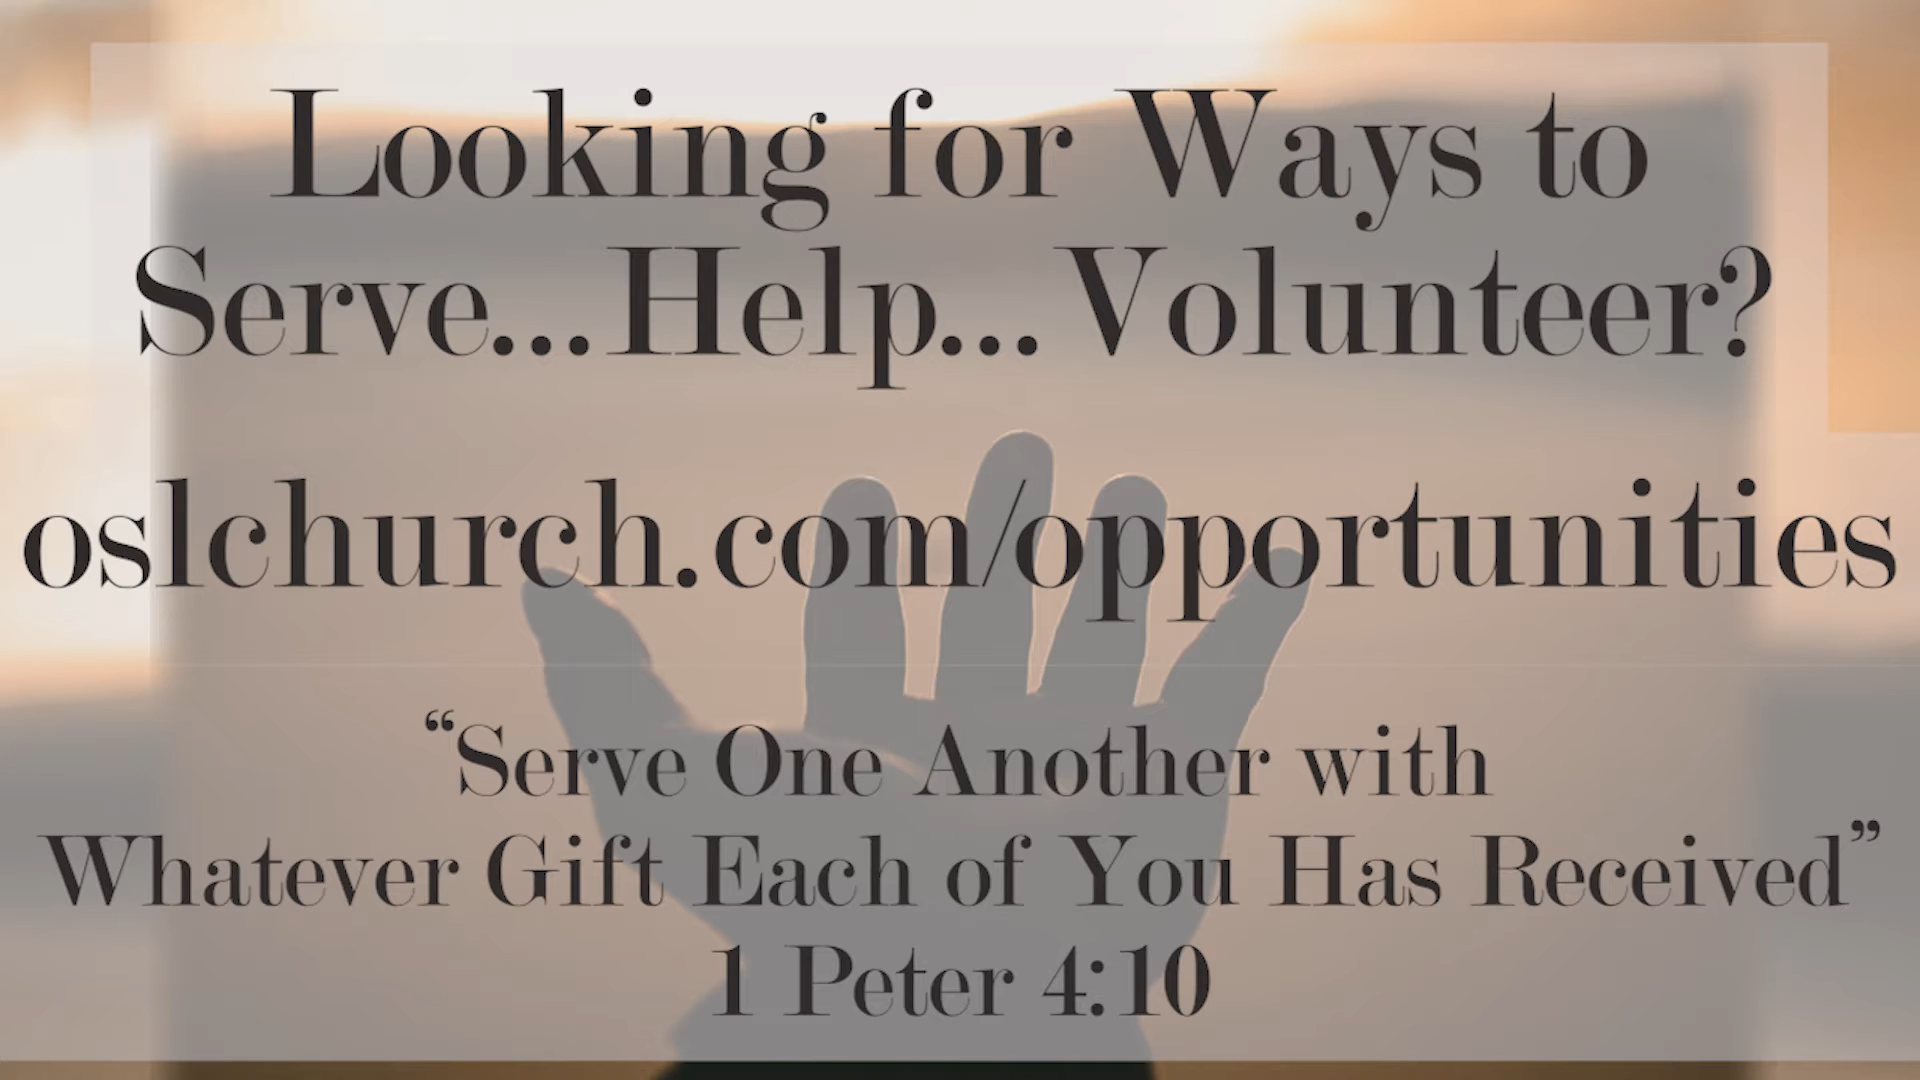 Looking for Ways to
Serve...Help...Volunteer?
oslchurch.com/opportunities
“Serve One Another with
Whatever Gift Each of You Has Received”
1 Peter 4:10